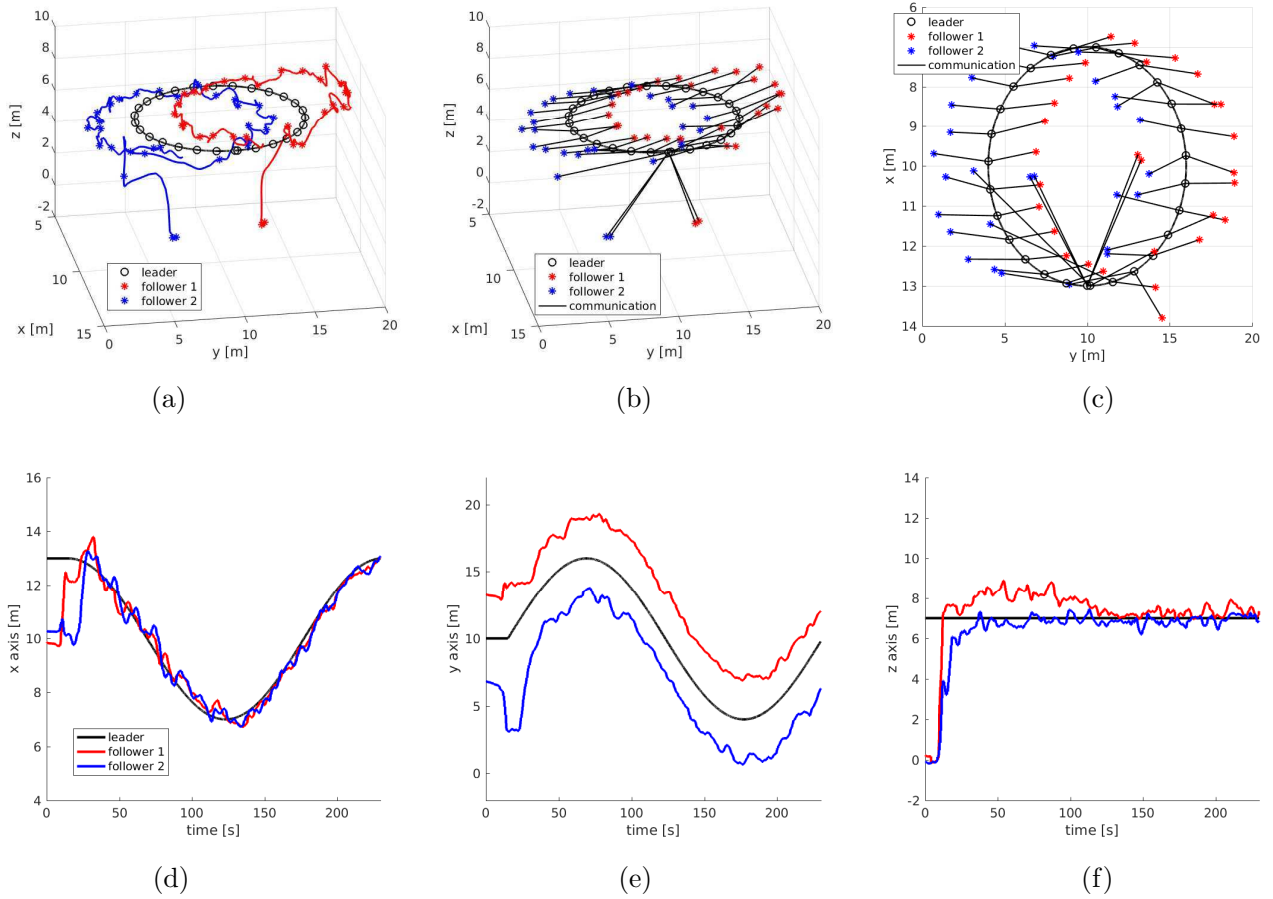 10
8
6
4
2
0
-2
z [m]
5
10
15
x [m]
0
5
10
15
20
y [m]
leader
follower 1
follower 2
(a)
10
8
6
4
2
0
-2
z [m]
5
10
15
x [m]
0
5
10
15
20
y [m]
leader
follower 1
follower 2
communication
(b)
6
7
8
9
10
11
12
13
14
x [m]
0
5
10
15
20
y [m]
leader
follower 1
follower 2
communication
(c)
16
14
12
10
8
6
4
x axis [m]
0 50 100 150 200
time [s]
leader
follower 1
follower 2
(d)
20
15
10
5
0
y axis [m]
0 50 100 150 200
time [s]
(e)
14
12
10
8
6
4
2
0
-2
z axis [m]
0 50 100 150 200
time [s]
(f)